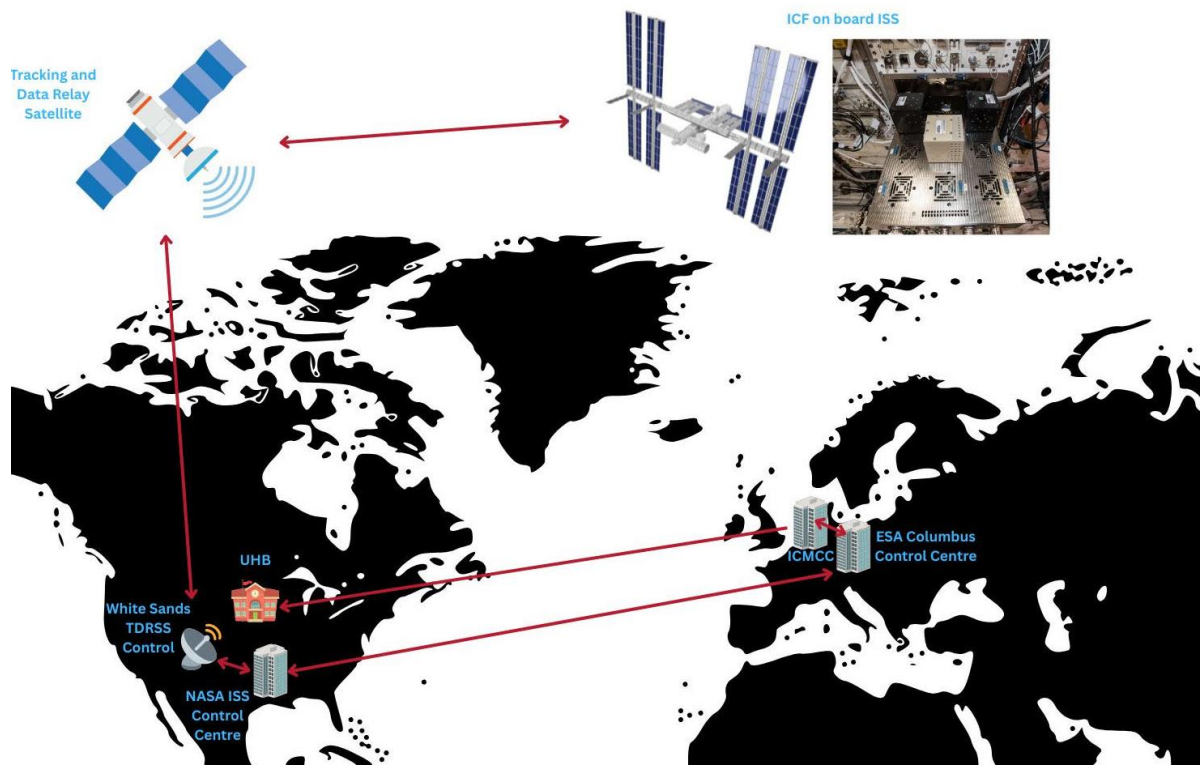 ICF on board ISS
Tracking and
Data Relay
Satellite
ICMCC
ESA Columbus
Control Centre
UHB
White Sands
TDRSS
Control
NASA ISS
Control
Centre